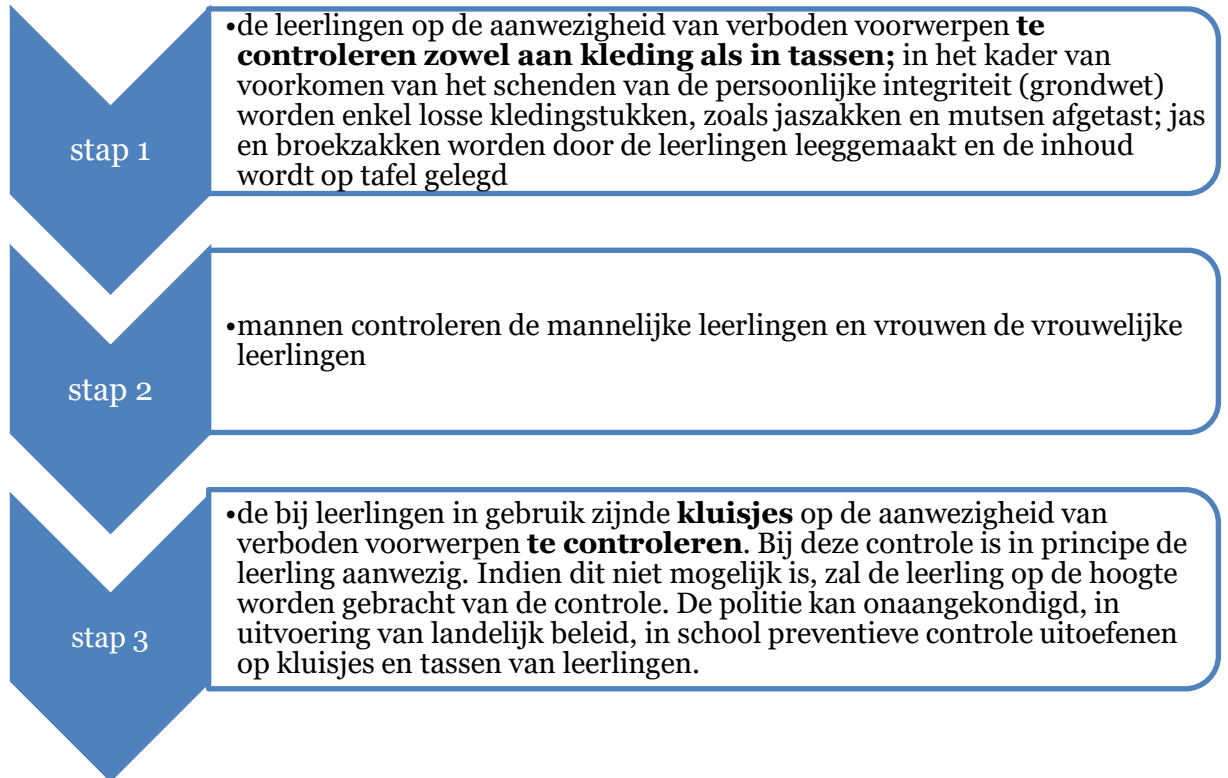 stap 1
•de leerlingen op de aanwezigheid van verboden voorwerpen te
controleren zowel aan kleding als in tassen; in het kader van
voorkomen van het schenden van de persoonlijke integriteit (grondwet)
worden enkel losse kledingstukken, zoals jaszakken en mutsen afgetast; jas
en broekzakken worden door de leerlingen leeggemaakt en de inhoud
wordt op tafel gelegd
stap 2
•mannen controleren de mannelijke leerlingen en vrouwen de vrouwelijke
leerlingen
stap 3
•de bij leerlingen in gebruik zijnde kluisjes op de aanwezigheid van
verboden voorwerpen te controleren. Bij deze controle is in principe de
leerling aanwezig. Indien dit niet mogelijk is, zal de leerling op de hoogte
worden gebracht van de controle. De politie kan onaangekondigd, in
uitvoering van landelijk beleid, in school preventieve controle uitoefenen
op kluisjes en tassen van leerlingen.